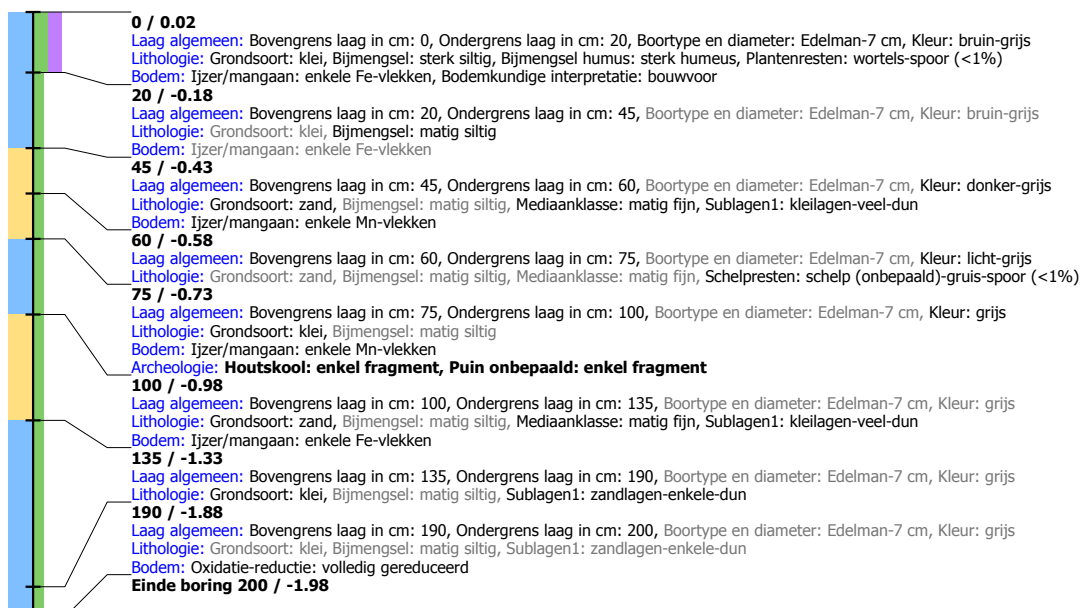 0 / 0.02
Laag algemeen: Bovengrens laag in cm: 0, Ondergrens laag in cm: 20, Boortype en diameter: Edelman-7 cm, Kleur: bruin-grijs
Lithologie: Grondsoort: klei, Bijmengsel: sterk siltig, Bijmengsel humus: sterk humeus, Plantenresten: wortels-spoor (<1%)
Bodem: Ijzer/mangaan: enkele Fe-vlekken, Bodemkundige interpretatie: bouwvoor
20 / -0.18
Laag algemeen: Bovengrens laag in cm: 20, Ondergrens laag in cm: 45, Boortype en diameter: Edelman-7 cm, Kleur: bruin-grijs
Lithologie: Grondsoort: klei, Bijmengsel: matig siltig
Bodem: Ijzer/mangaan: enkele Fe-vlekken
45 / -0.43
Laag algemeen: Bovengrens laag in cm: 45, Ondergrens laag in cm: 60, Boortype en diameter: Edelman-7 cm, Kleur: donker-grijs
Lithologie: Grondsoort: zand, Bijmengsel: matig siltig, Mediaanklasse: matig fijn, Sublagen1: kleilagen-veel-dun
Bodem: Ijzer/mangaan: enkele Mn-vlekken
60 / -0.58
Laag algemeen: Bovengrens laag in cm: 60, Ondergrens laag in cm: 75, Boortype en diameter: Edelman-7 cm, Kleur: licht-grijs
Lithologie: Grondsoort: zand, Bijmengsel: matig siltig, Mediaanklasse: matig fijn, Schelpresten: schelp (onbepaald)-gruis-spoor (<1%)
75 / -0.73
Laag algemeen: Bovengrens laag in cm: 75, Ondergrens laag in cm: 100, Boortype en diameter: Edelman-7 cm, Kleur: grijs
Lithologie: Grondsoort: klei, Bijmengsel: matig siltig
Bodem: Ijzer/mangaan: enkele Mn-vlekken
Archeologie: Houtskool: enkel fragment, Puin onbepaald: enkel fragment
100 / -0.98
Laag algemeen: Bovengrens laag in cm: 100, Ondergrens laag in cm: 135, Boortype en diameter: Edelman-7 cm, Kleur: grijs
Lithologie: Grondsoort: zand, Bijmengsel: matig siltig, Mediaanklasse: matig fijn, Sublagen1: kleilagen-veel-dun
Bodem: Ijzer/mangaan: enkele Fe-vlekken
135 / -1.33
Laag algemeen: Bovengrens laag in cm: 135, Ondergrens laag in cm: 190, Boortype en diameter: Edelman-7 cm, Kleur: grijs
Lithologie: Grondsoort: klei, Bijmengsel: matig siltig, Sublagen1: zandlagen-enkele-dun
190 / -1.88
Laag algemeen: Bovengrens laag in cm: 190, Ondergrens laag in cm: 200, Boortype en diameter: Edelman-7 cm, Kleur: grijs
Lithologie: Grondsoort: klei, Bijmengsel: matig siltig, Sublagen1: zandlagen-enkele-dun
Bodem: Oxidatie-reductie: volledig gereduceerd
Einde boring 200 / -1.98